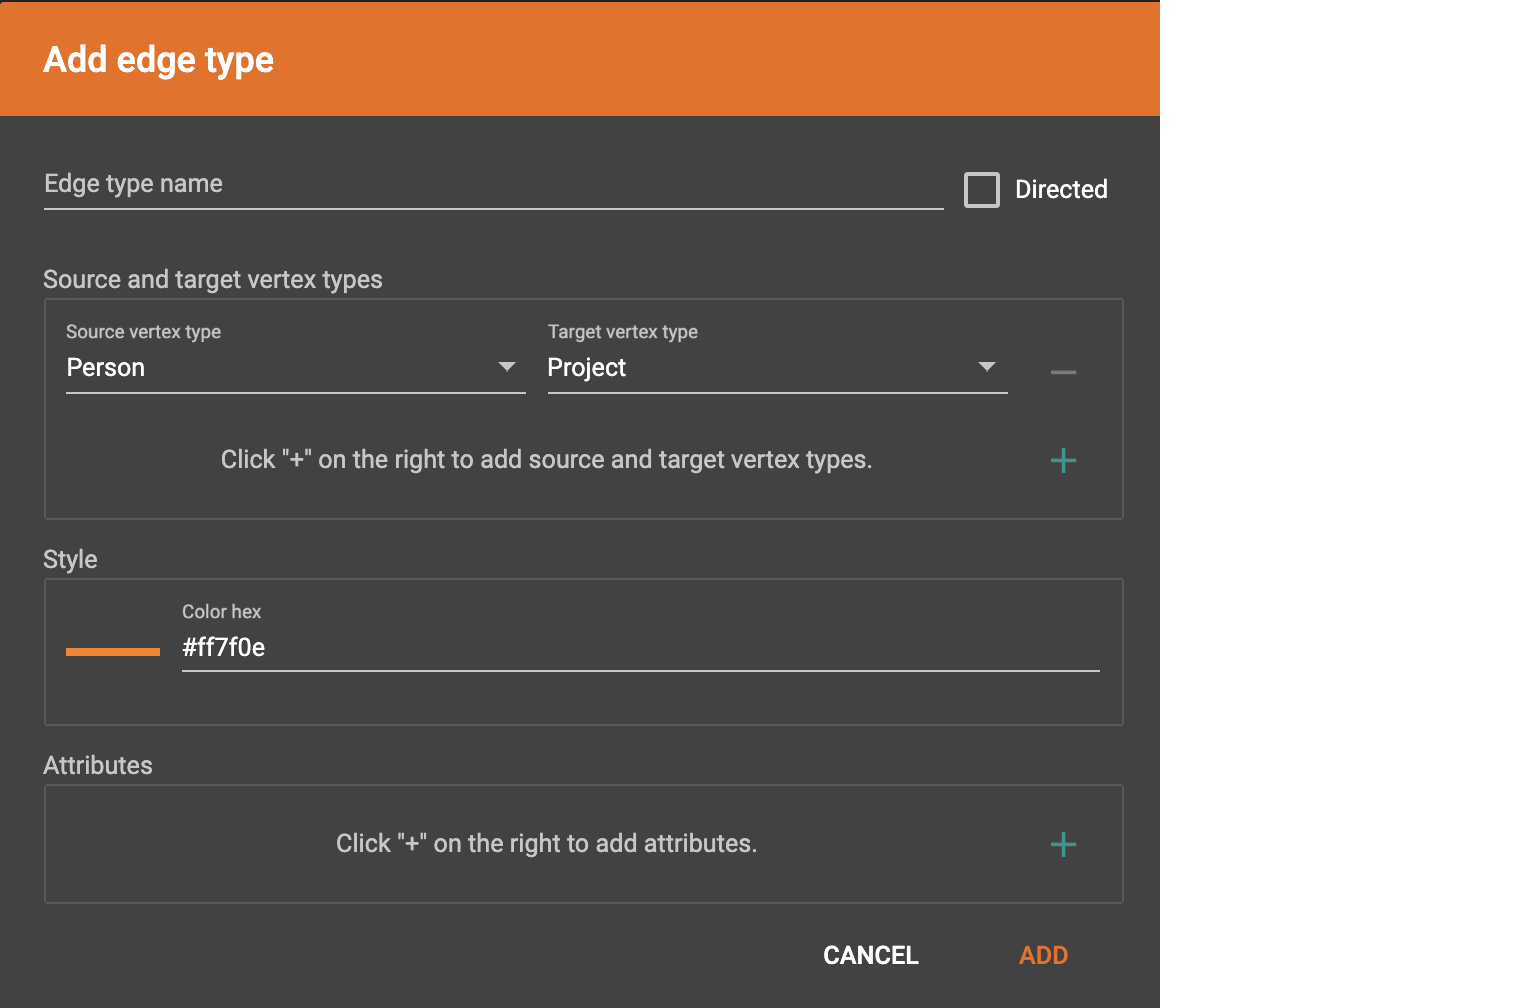 Add edge type
Edge type name
Directed
Source and target vertex types
Source vertex type
Target vertex type
Person
Project
Click "+" on the right to add source and target vertex types.
Style
Color hex
#ff7f0e
Attributes
Click "+" on the right to add attributes.
CANCEL
ADD